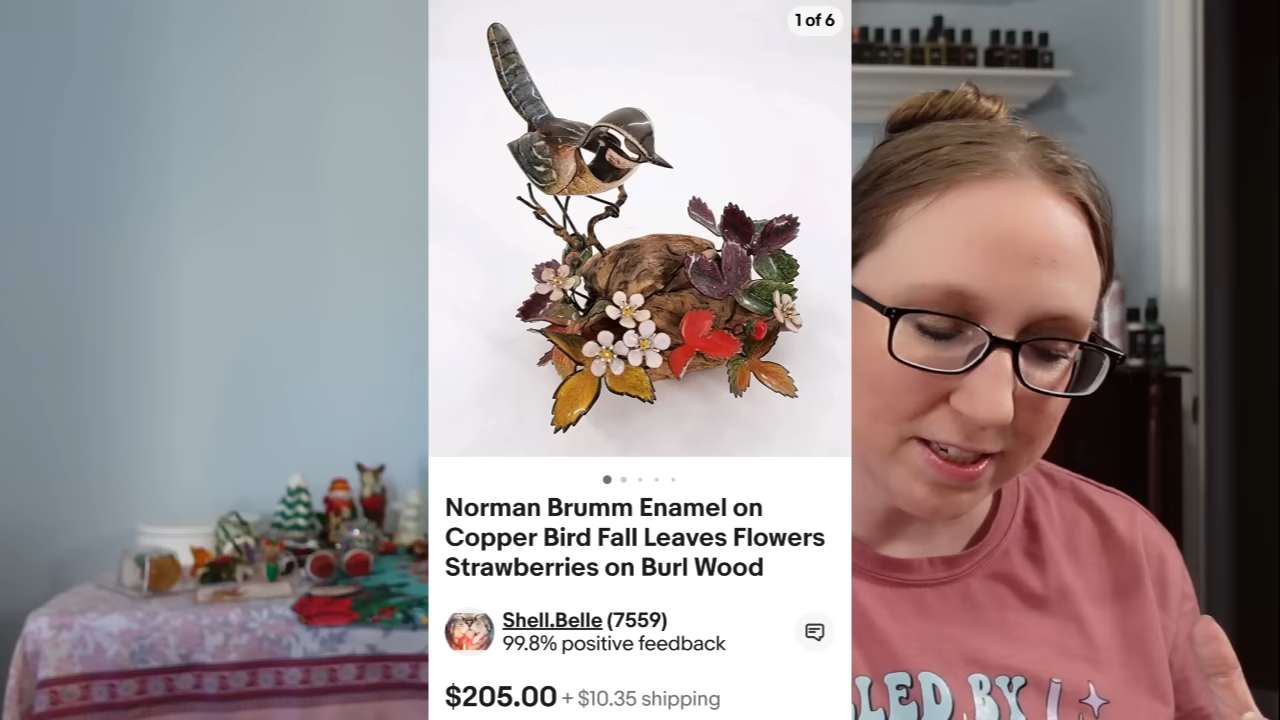 1 of 6
Norman Brumm Enamel on
Copper Bird Fall Leaves Flowers
Strawberries on Burl Wood
Shell.Belle (7559)
99.8% positive feedback
$205.00 + $10.35 shipping
LED BY